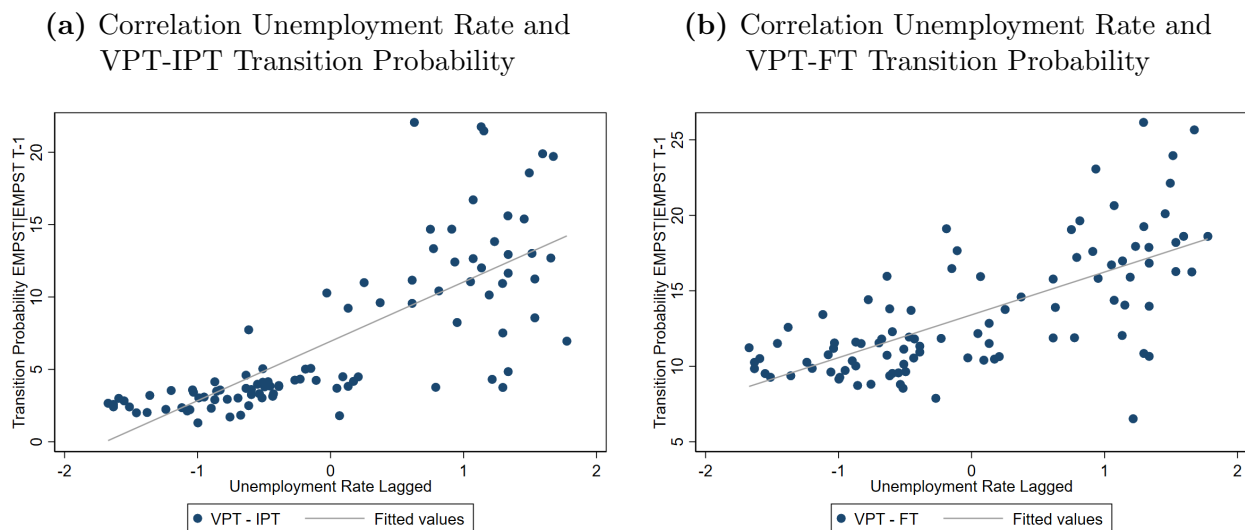 (a) Correlation Unemployment Rate and
VPT-IPT Transition Probability
Transition Probability EMPST|EMPST T-1
20
15
10
5
0
-2
-1
0
1
2
Unemployment Rate Lagged
VPT - IPT
Fitted values
(b) Correlation Unemployment Rate and
VPT-FT Transition Probability
Transition Probability EMPST|EMPST T-1
25
20
15
10
5
-2
-1
0
1
2
Unemployment Rate Lagged
VPT - FT
Fitted values